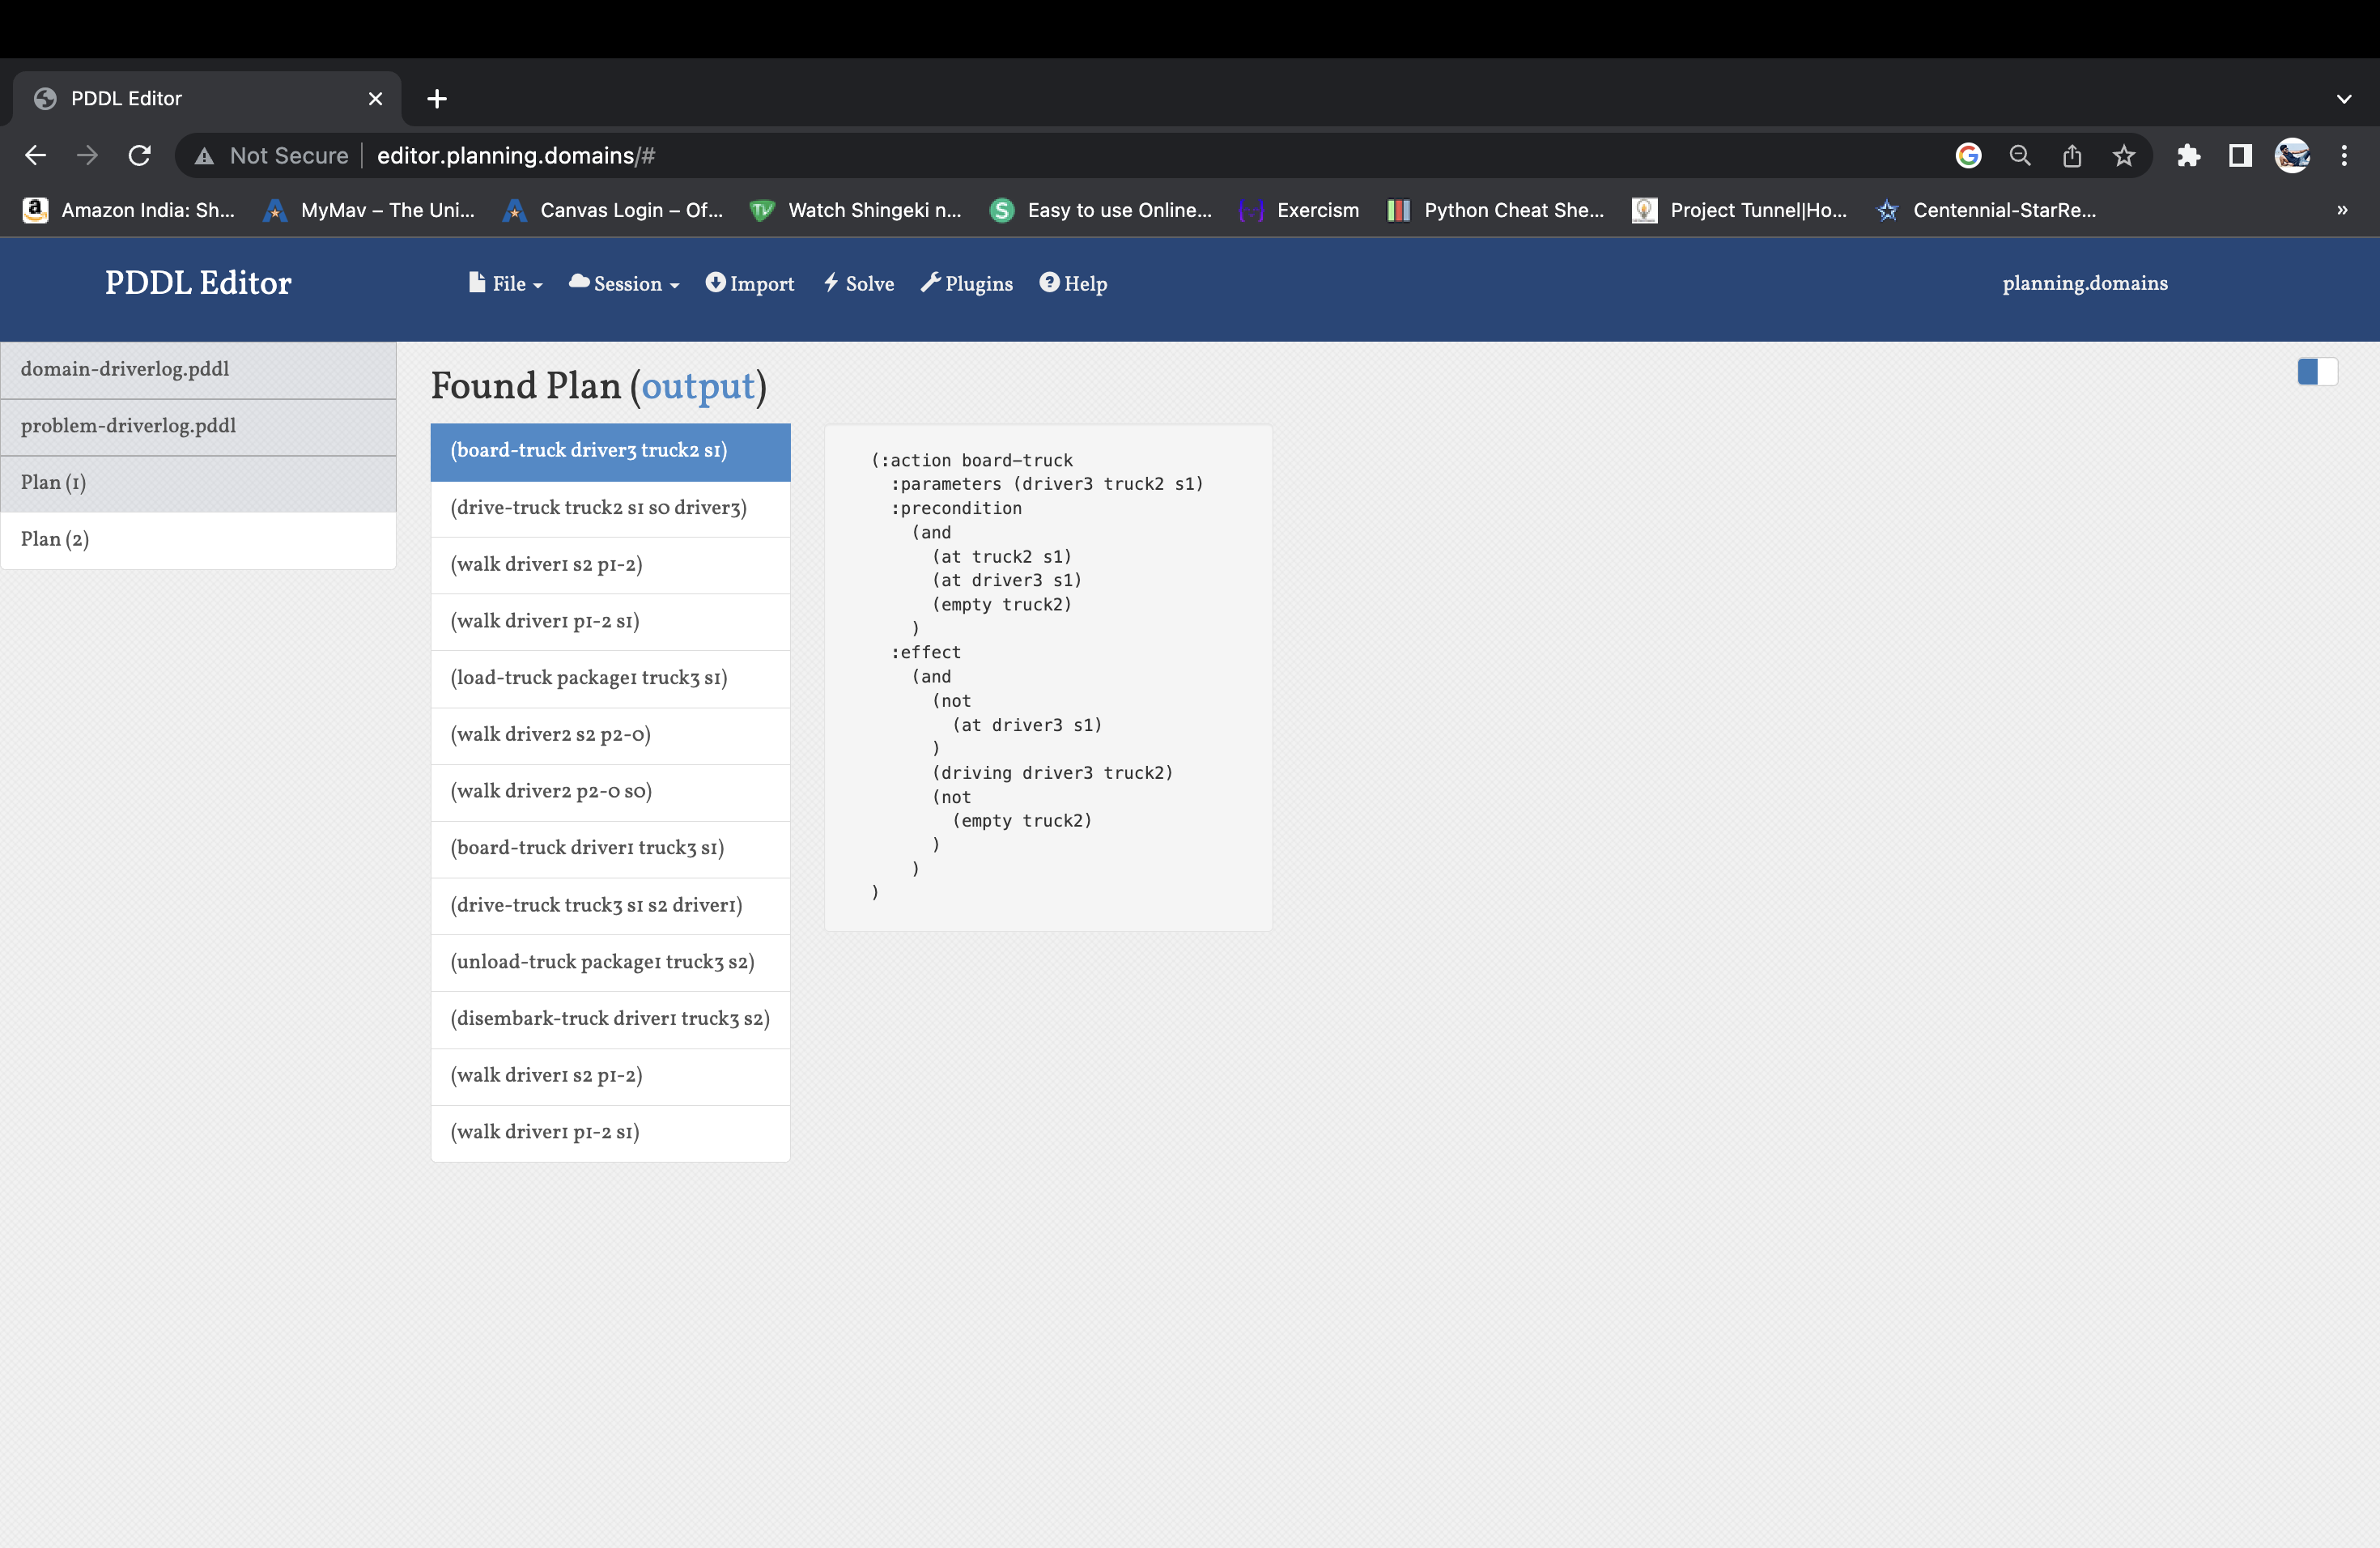 PDDL Editor
Not Secure editor.planning.domains/#
Amazon India: Sh... MyMav – The Uni... Canvas Login – Of... Watch Shingeki n... Easy to use Online... Exercism Python Cheat She... Project Tunnel|Ho... Centennial-StarRe... »
PDDL Editor File Session Import Solve Plugins Help planning.domains
domain-driverlog.pddl
problem-driverlog.pddl
Plan (1)
Plan (2)
Found Plan (output)
(board-truck driver3 truck2 s1)
(drive-truck truck2 s1 s0 driver3)
(walk driver1 s2 p1-2)
(walk driver1 p1-2 s1)
(load-truck package1 truck3 s1)
(walk driver2 s2 p2-0)
(walk driver2 p2-0 s0)
(board-truck driver1 truck3 s1)
(drive-truck truck3 s1 s2 driver1)
(unload-truck package1 truck3 s2)
(disembark-truck driver1 truck3 s2)
(walk driver1 s2 p1-2)
(walk driver1 p1-2 s1)
(:action board-truck
:parameters (driver3 truck2 s1)
:precondition
(and
(at truck2 s1)
(at driver3 s1)
(empty truck2)
)
:effect
(and
(not
(at driver3 s1)
)
(driving driver3 truck2)
(not
(empty truck2)
)
)
)